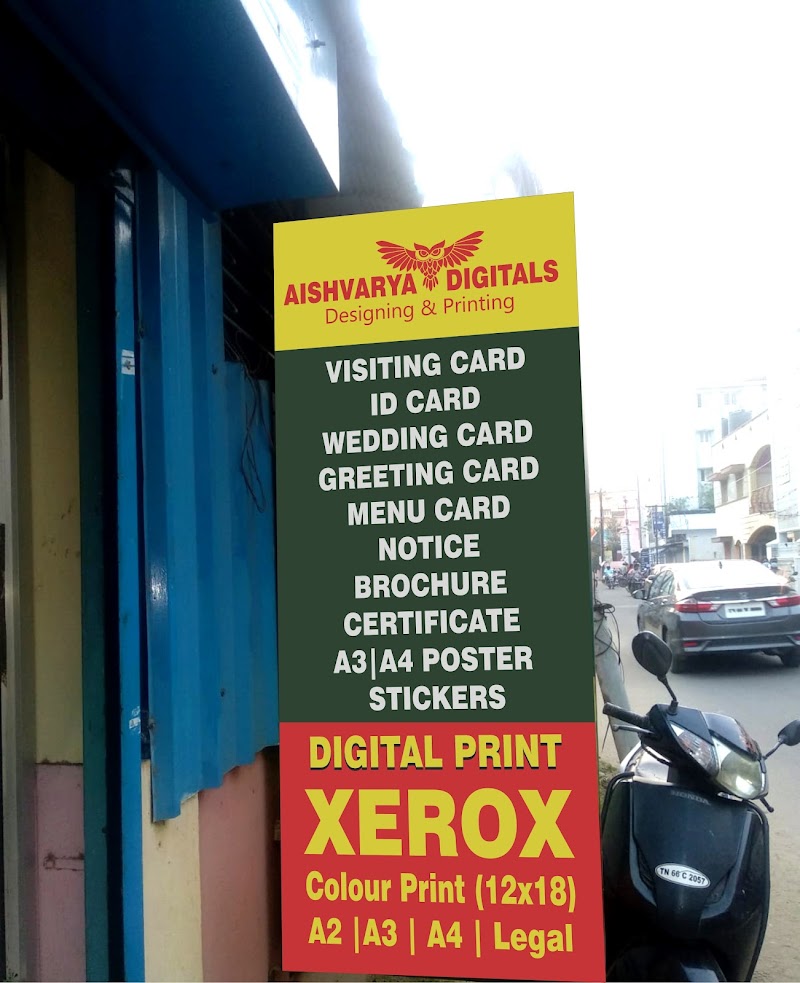 AISHVARYA DIGITALS
Designing & Printing
VISITING CARD
ID CARD
WEDDING CARD
GREETING CARD
MENU CARD
NOTICE
BROCHURE
CERTIFICATE
A3|A4 POSTER
STICKERS
DIGITAL PRINT
XEROX
Colour Print (12x18)
A2 |A3 | A4 | Legal
HONDA
TN 66 C 2057